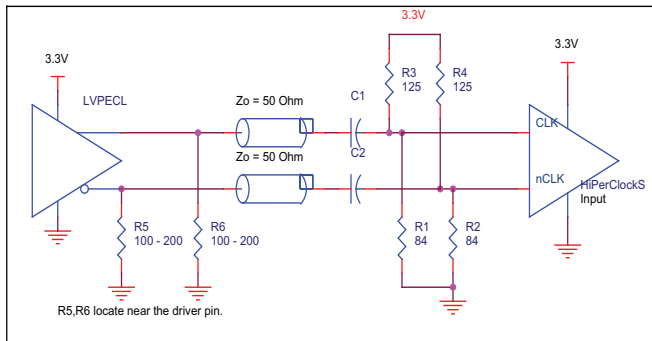 3.3V
3.3V
3.3V
LVPECL
R3
125
R4
125
Zo = 50 Ohm
C1
CLK
Zo = 50 Ohm
C2
nCLK
HiPerClockS
Input
R5
100 - 200
R6
100 - 200
R1
84
R2
84
R5,R6 locate near the driver pin.